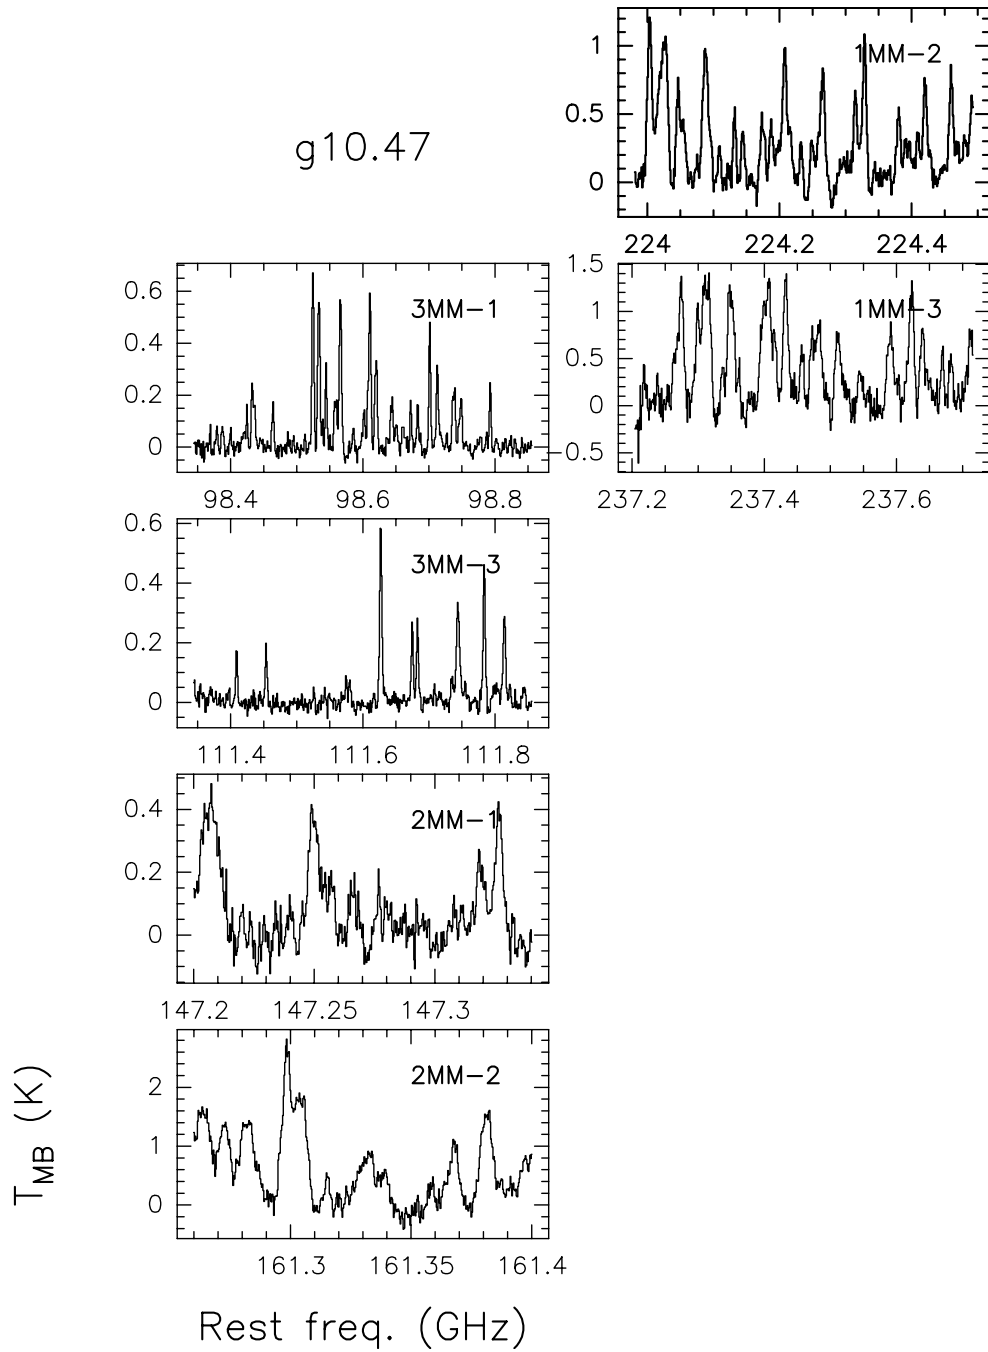 g10.47
1MM-2
1
0.5
0
224 224.2 224.4
3MM-1
0.6
0.4
0.2
0
98.4 98.6 98.8
1MM-3
1.5
1
0.5
0
-0.5
237.2 237.4 237.6
3MM-3
0.6
0.4
0.2
0
111.4 111.6 111.8
2MM-1
0.4
0.2
0
147.2 147.25 147.3
2MM-2
2
1
0
161.3 161.35 161.4
T_MB (K)
Rest freq. (GHz)